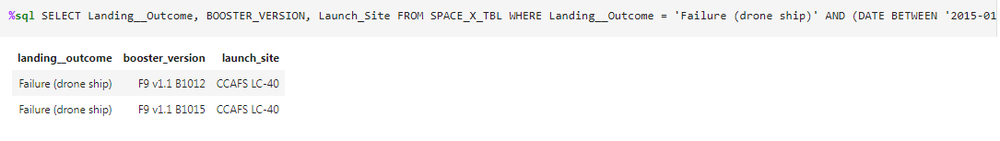 %sql SELECT Landing__Outcome, BOOSTER_VERSION, Launch_Site FROM SPACE_X_TBL WHERE Landing__Outcome = 'Failure (drone ship)' AND (DATE BETWEEN '2015-01
landing__outcome booster_version launch_site
Failure (drone ship) F9 v1.1 B1012 CCAFS LC-40
Failure (drone ship) F9 v1.1 B1015 CCAFS LC-40